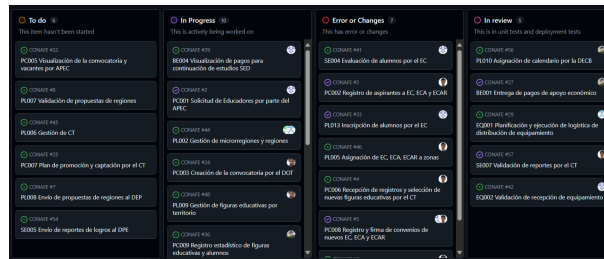 To do 6
This item hasn't been started
CONAFE #22
PC005 Visualización de la convocatoria y
vacantes por APEC
CONAFE #8
PL007 Validación de propuestas de regiones
CONAFE #45
PL006 Gestión de CT
CONAFE #25
PC007 Plan de promoción y captación por el CT
CONAFE #7
PL008 Envío de propuestas de regiones al DEP
CONAFE #54
SE005 Envío de reportes de logros al DPE
In Progress 10
This is actively being worked on
CONAFE #39
BE004 Visualización de pagos para
continuación de estudios SED
CONAFE #2
PC001 Solicitud de Educadores por parte del
APEC
CONAFE #44
PL002 Gestión de microrregiones y regiones
CONAFE #34
PC003 Creación de la convocatoria por el DOT
CONAFE #48
PL009 Gestión de figuras educativas por
territorio
CONAFE #36
PC009 Registro estadístico de figuras
educativas y alumnos
Error or Changes 7
This has error or changes
CONAFE #41
SE004 Evaluación de alumnos por el EC
CONAFE #3
PC002 Registro de aspirantes a EC, ECA y ECAR
CONAFE #33
PL013 Inscripción de alumnos por el EC
CONAFE #46
PL005 Asignación de EC, ECA, ECAR a zonas
CONAFE #4
PC006 Recepción de registros y selección de
nuevas figuras educativas por el CT
CONAFE #5
PC008 Registro y firma de convenios de
nuevos EC, ECA y ECAR
In review 5
This is in unit tests and deployment tests
CONAFE #56
PL010 Asignación de calendario por la DECB
CONAFE #27
BE001 Entrega de pagos de apoyo económico
CONAFE #29
EQ001 Planificación y ejecución de logística de
distribución de equipamiento
CONAFE #57
SE007 Validación de reportes por el CT
CONAFE #42
EQ002 Validación de recepción de equipamiento